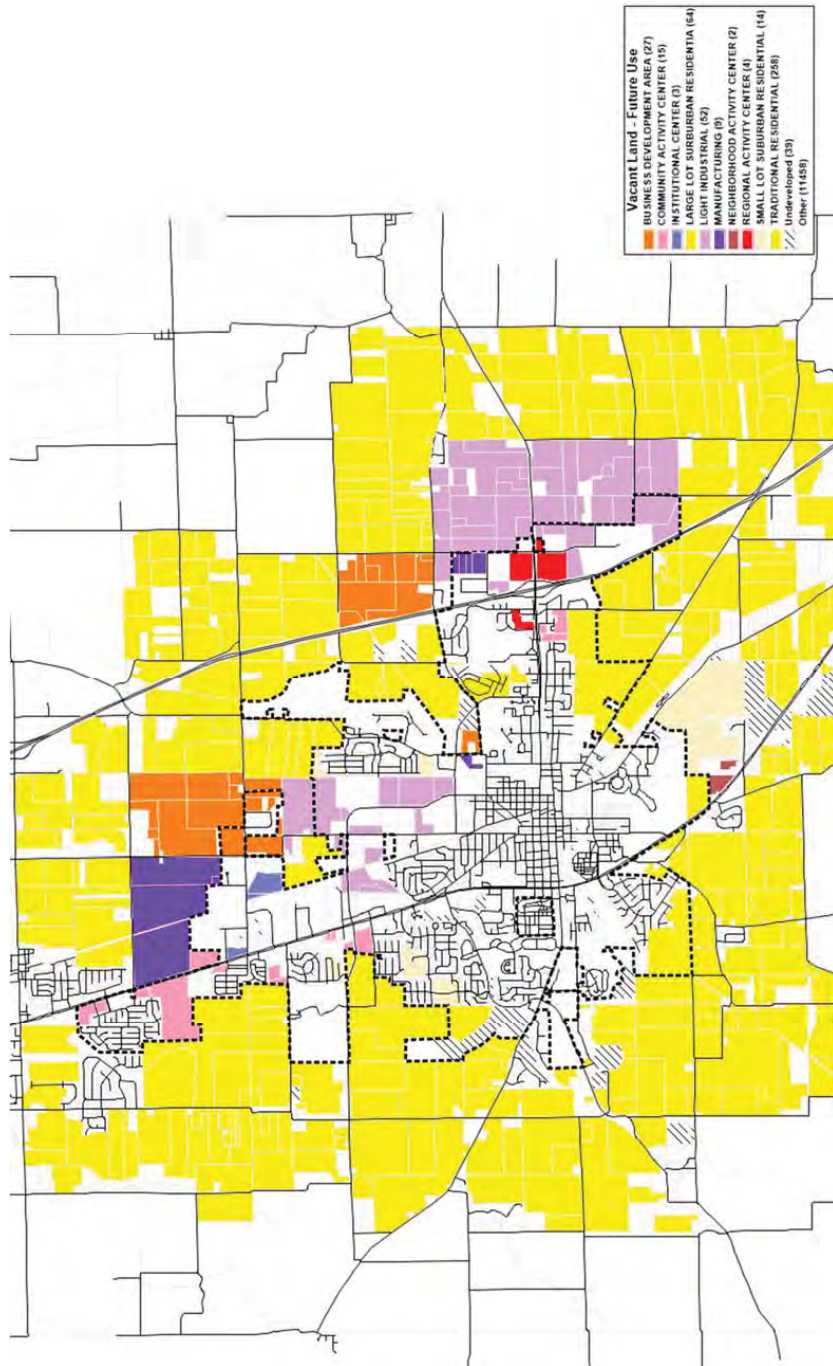 Vacant Land - Future Use
BUSINESS DEVELOPMENT AREA (27)
COMMUNITY ACTIVITY CENTER (15)
INSTITUTIONAL CENTER (3)
LARGE LOT SURBURBAN RESIDENTIA (64)
LIGHT INDUSTRIAL (52)
MANUFACTURING (9)
NEIGHBORHOOD ACTIVITY CENTER (2)
REGIONAL ACTIVITY CENTER (4)
SMALL LOT SUBURBAN RESIDENTIAL (14)
TRADITIONAL RESIDENTIAL (258)
Undeveloped (39)
Other (11458)